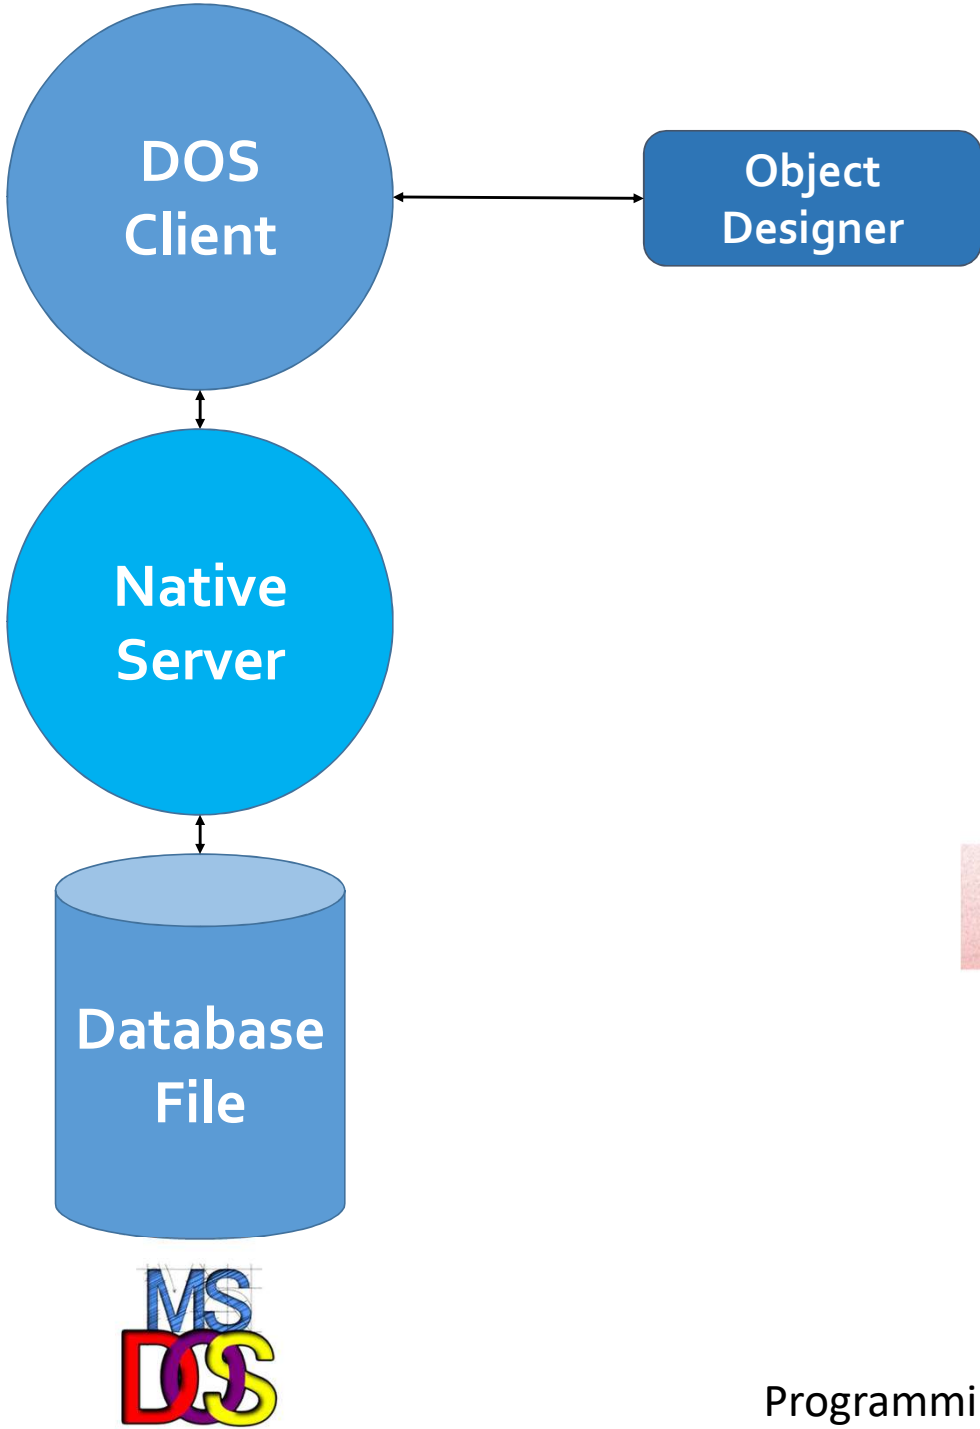 DOS
Client
Object
Designer
Native
Server
Database
File
MS
DOS
Programmi